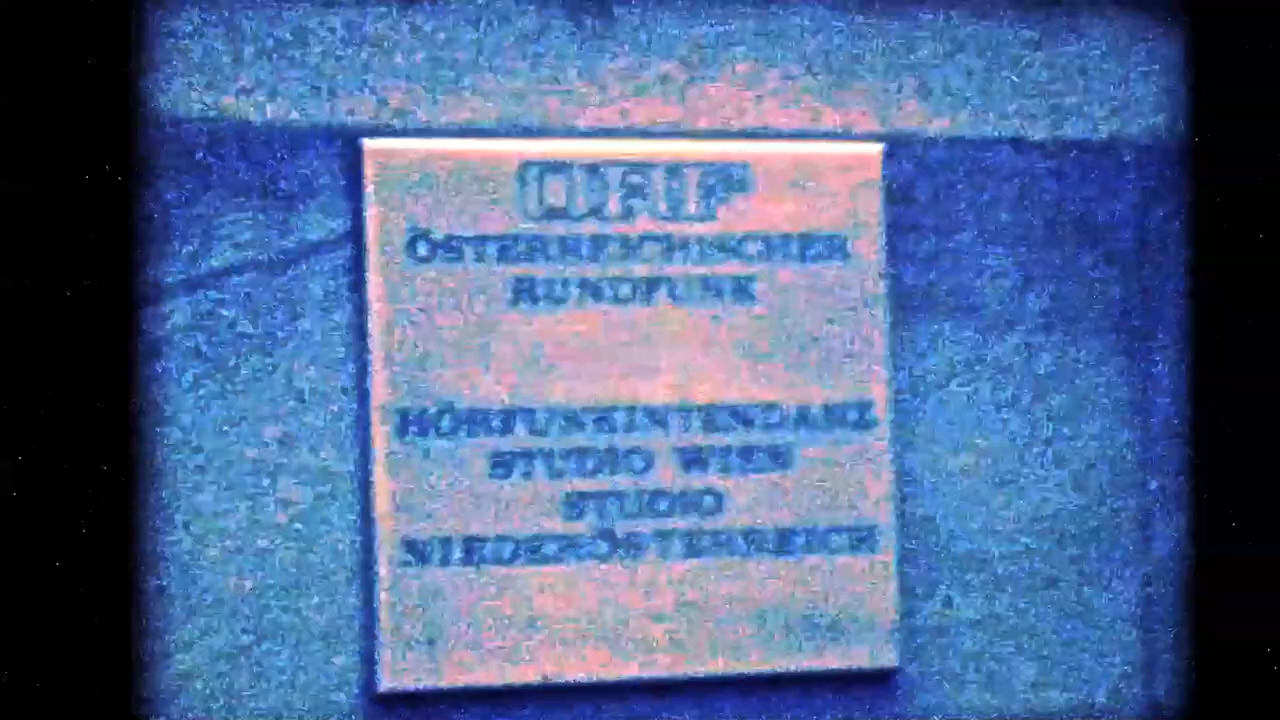 ORF
ÖSTERREICHISCHER
RUNDFUNK
HÖRFUNKINTENDANZ
STUDIO WIEN
STUDIO
NIEDERÖSTERREICH